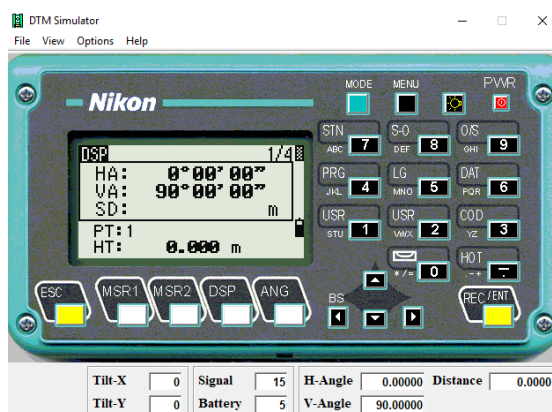 DTM Simulator
File View Options Help
Nikon
MODE MENU PWR
DSP 1/4
HA: 0°00'00"
VA: 90°00'00"
SD: m
PT:1
HT: 0.000 m
STN S-O O/S
ABC 7 DEF 8 GHI 9
PRG LG DAT
JKL 4 MNO 5 PQR 6
USR USR COD
STU 1 VWX 2 YZ 3
HOT
*/= 0 .-+ -
ESC MSR1 MSR2 DSP ANG BS REC/ENT
Tilt-X 0 Signal 15 H-Angle 0.00000 Distance 0.0000
Tilt-Y 0 Battery 5 V-Angle 90.00000